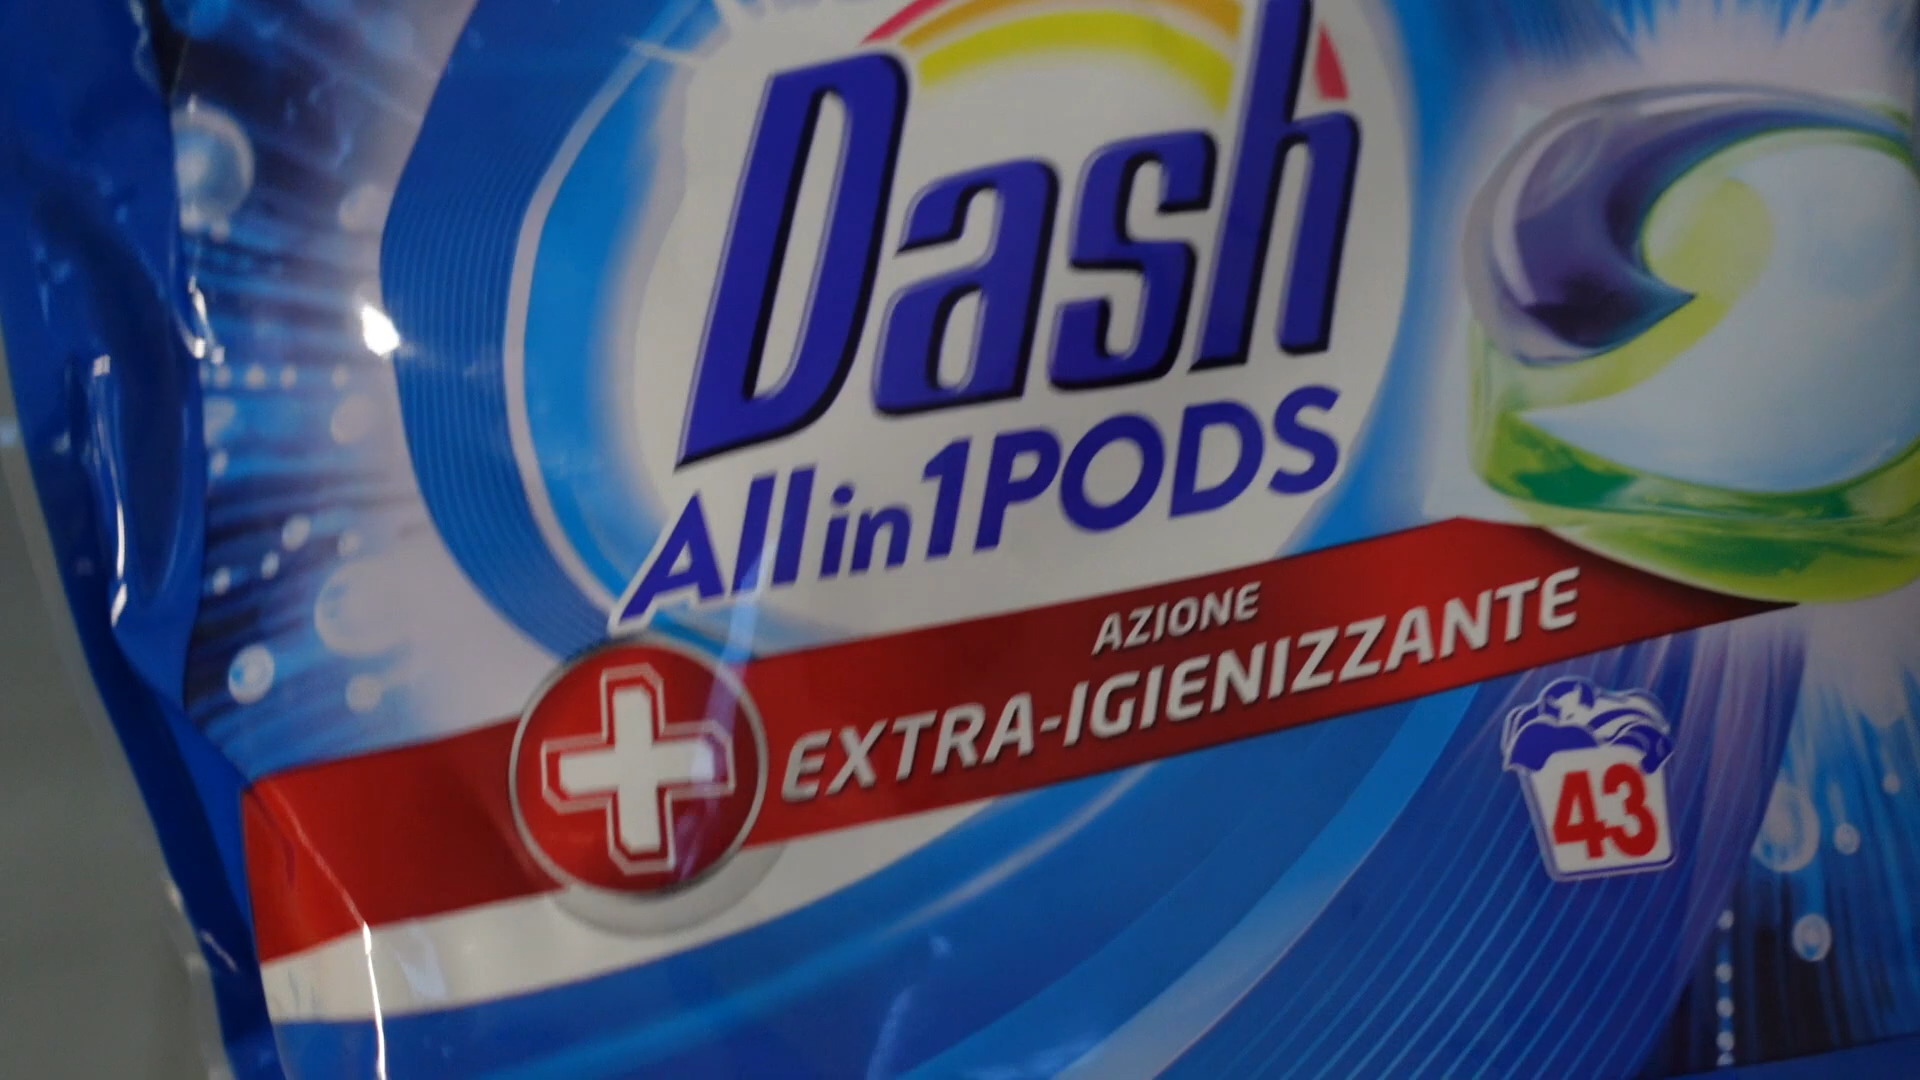 Dash
All in 1 PODS
AZIONE
EXTRA-IGIENIZZANTE
43